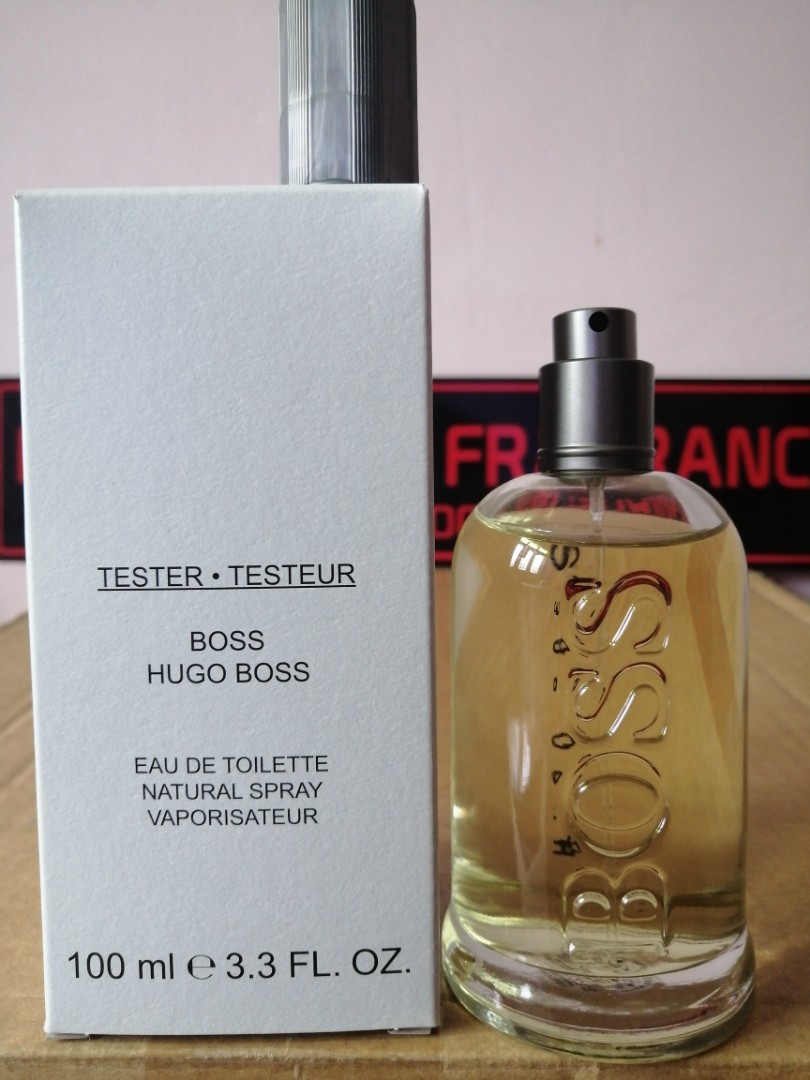 TESTER • TESTEUR
BOSS
HUGO BOSS
EAU DE TOILETTE
NATURAL SPRAY
VAPORISATEUR
100 ml ℮ 3.3 FL. OZ.
BOSS